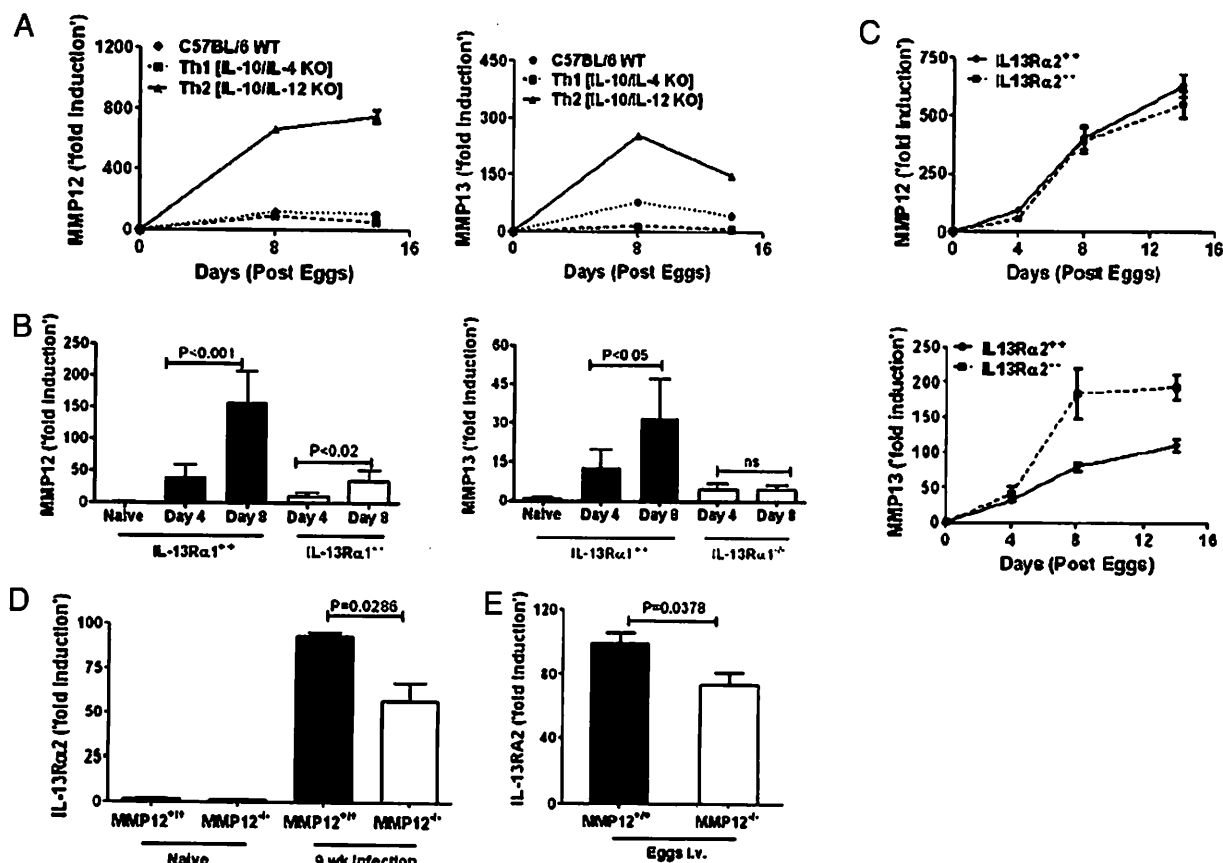 A
MMP12 (*fold induction*)
1200
800
400
0
0 8 16
Days (Post Eggs)
C57BL/6 WT
Th1 [IL-10/IL-4 KO]
Th2 [IL-10/IL-12 KO]
MMP13 (*fold induction*)
450
300
150
0
0 8 16
Days (Post Eggs)
C57BL/6 WT
Th1 [IL-10/IL-4 KO]
Th2 [IL-10/IL-12 KO]
C
MMP12 (*fold induction*)
750
500
250
0
0 4 8 12 16
Days (Post Eggs)
IL13Rα2++
IL13Rα2--
B
MMP12 (*fold induction*)
250
200
150
100
50
0
P<0.001
P<0.02
Naive Day 4 Day 8 Day 4 Day 8
IL-13Rα1++ IL-13Rα1--
MMP13 (*fold induction*)
60
45
30
15
0
P<0 05
ns
Naive Day 4 Day 8 Day 4 Day 8
IL-13Rα1++ IL-13Rα1-/-
MMP13 (*fold induction*)
250
200
150
100
50
0
0 4 8 12 16
Days (Post Eggs)
IL13Rα2++
IL13Rα2--
D
IL-13Rα2 (*fold induction*)
100
75
50
25
0
P=0.0286
MMP12+/+ MMP12-/- MMP12+/+ MMP12-/-
Naive 9 wk Infection
E
IL-13RA2 (*fold induction*)
120
80
40
0
P=0.0378
MMP12+/+ MMP12-/-
Eggs i.v.